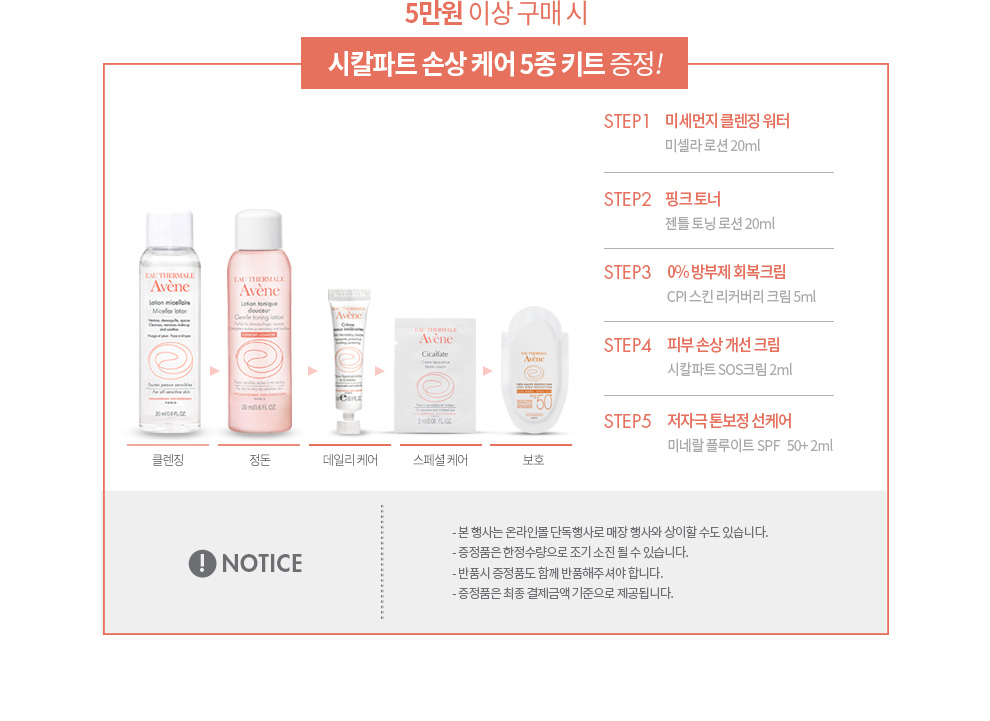 5만원 이상 구매 시
시칼파트 손상 케어 5종 키트 증정!
STEP1 미세먼지 클렌징 워터
미셀라 로션 20ml
STEP2 핑크 토너
젠틀 토닝 로션 20ml
STEP3 0% 방부제 회복크림
CPI 스킨 리커버리 크림 5ml
STEP4 피부 손상 개선 크림
시칼파트 SOS크림 2ml
STEP5 저자극 톤보정 선케어
미네랄 플루이트 SPF 50+ 2ml
EAU THERMALE
Avène
Lotion micellaire
Micellar lotion
20 ml/0.6 FL.OZ.
EAU THERMALE
Avène
Lotion tonique
douceur
Gentle toning lotion
20 ml/0.6 FL.OZ.
Avène
Crème
EAU THERMALE
Avène
Cicalfate
2 ml/0.06 FL.OZ.
EAU THERMALE
Avène
50+
클렌징
정돈
데일리 케어
스페셜 케어
보호
! NOTICE
- 본 행사는 온라인몰 단독행사로 매장 행사와 상이할 수도 있습니다.
- 증정품은 한정수량으로 조기 소진 될 수 있습니다.
- 반품시 증정품도 함께 반품해주셔야 합니다.
- 증정품은 최종 결제금액 기준으로 제공됩니다.